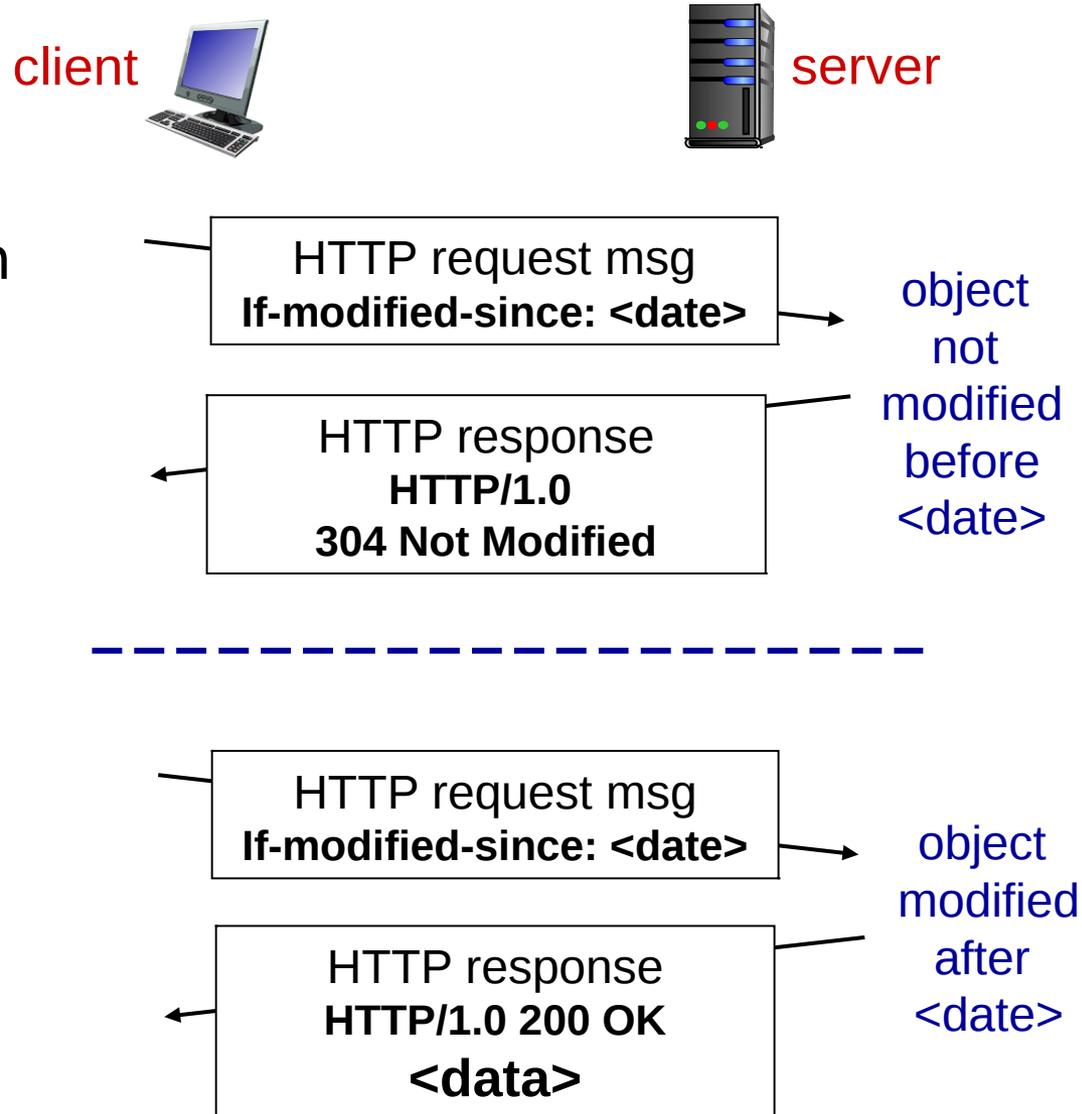 client
server
HTTP request msg
If-modified-since: <date>
object
not
modified
before
<date>
HTTP response
HTTP/1.0
304 Not Modified
HTTP request msg
If-modified-since: <date>
object
modified
after
<date>
HTTP response
HTTP/1.0 200 OK
<data>